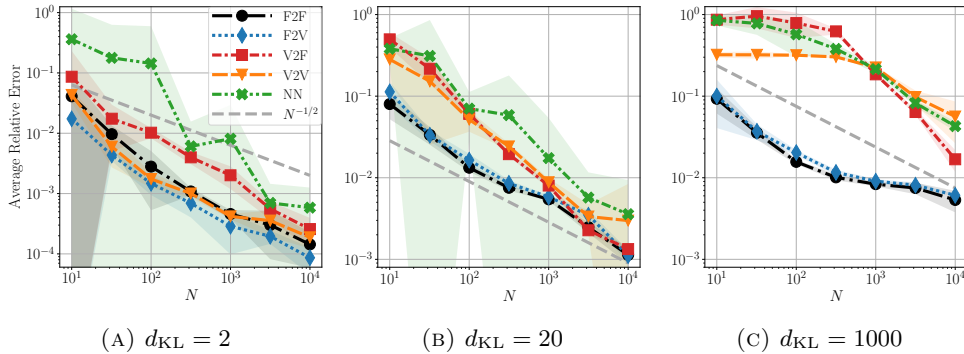 Average Relative Error
10⁰
10⁻¹
10⁻²
10⁻³
10⁻⁴
10¹ 10² 10³ 10⁴
N
F2F
F2V
V2F
V2V
NN
N⁻¹/²
10⁰
10⁻¹
10⁻²
10⁻³
10¹ 10² 10³ 10⁴
N
10⁰
10⁻¹
10⁻²
10⁻³
10¹ 10² 10³ 10⁴
N
(A) d_KL = 2
(B) d_KL = 20
(C) d_KL = 1000